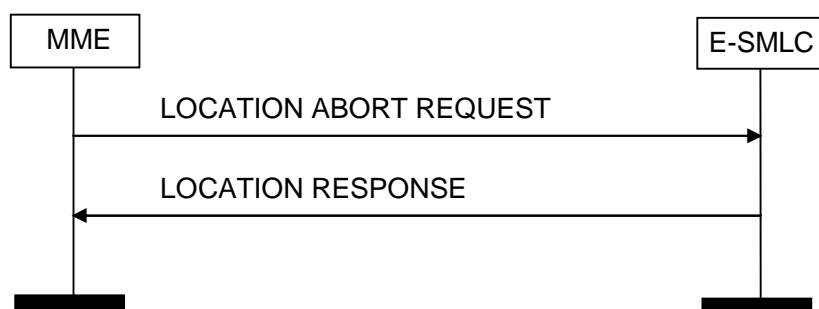 MME
E-SMLC
LOCATION ABORT REQUEST
LOCATION RESPONSE